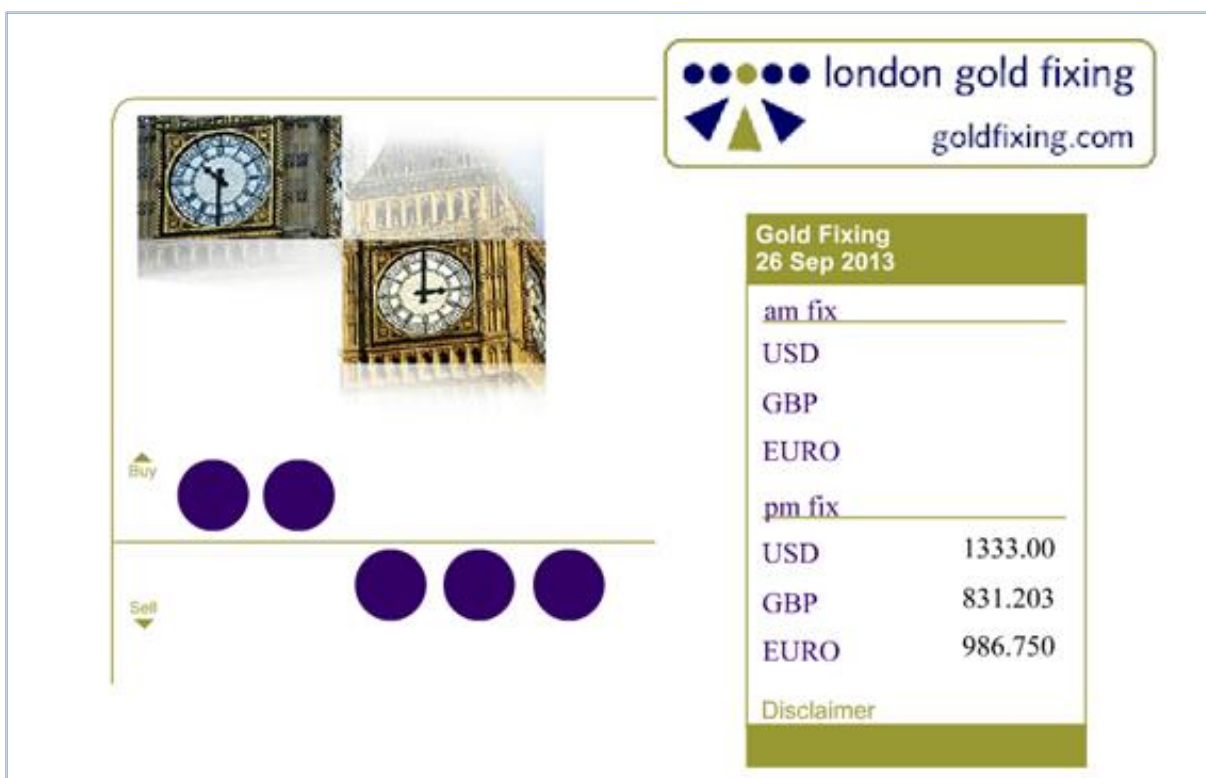 london gold fixing
goldfixing.com
Buy
Sell
Gold Fixing
26 Sep 2013
am fix
USD
GBP
EURO
pm fix
USD 1333.00
GBP 831.203
EURO 986.750
Disclaimer